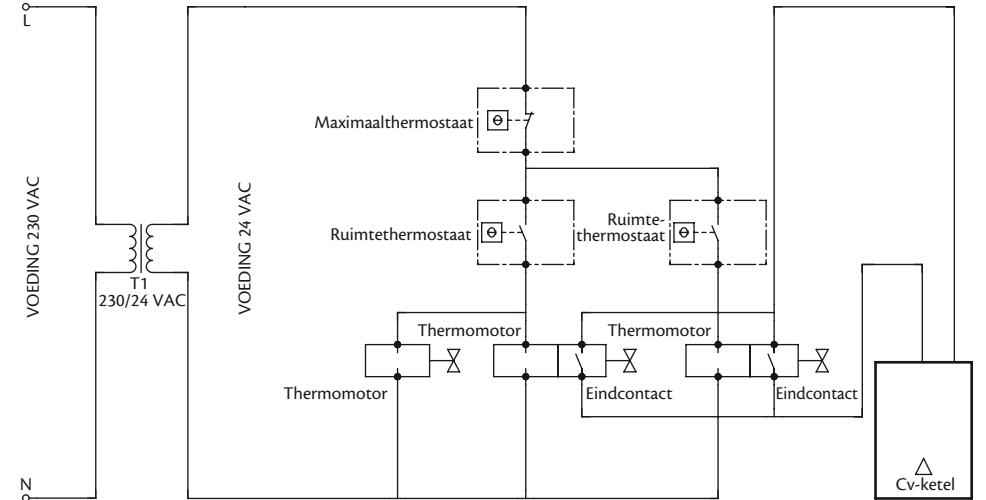 L
Maximaalthermostaat
θ
VOEDING 230 VAC
VOEDING 24 VAC
Ruimtethermostaat
θ
Ruimte-
thermostaat
θ
T1
230/24 VAC
Thermomotor
Thermomotor
Thermomotor
Eindcontact
Eindcontact
N
Cv-ketel